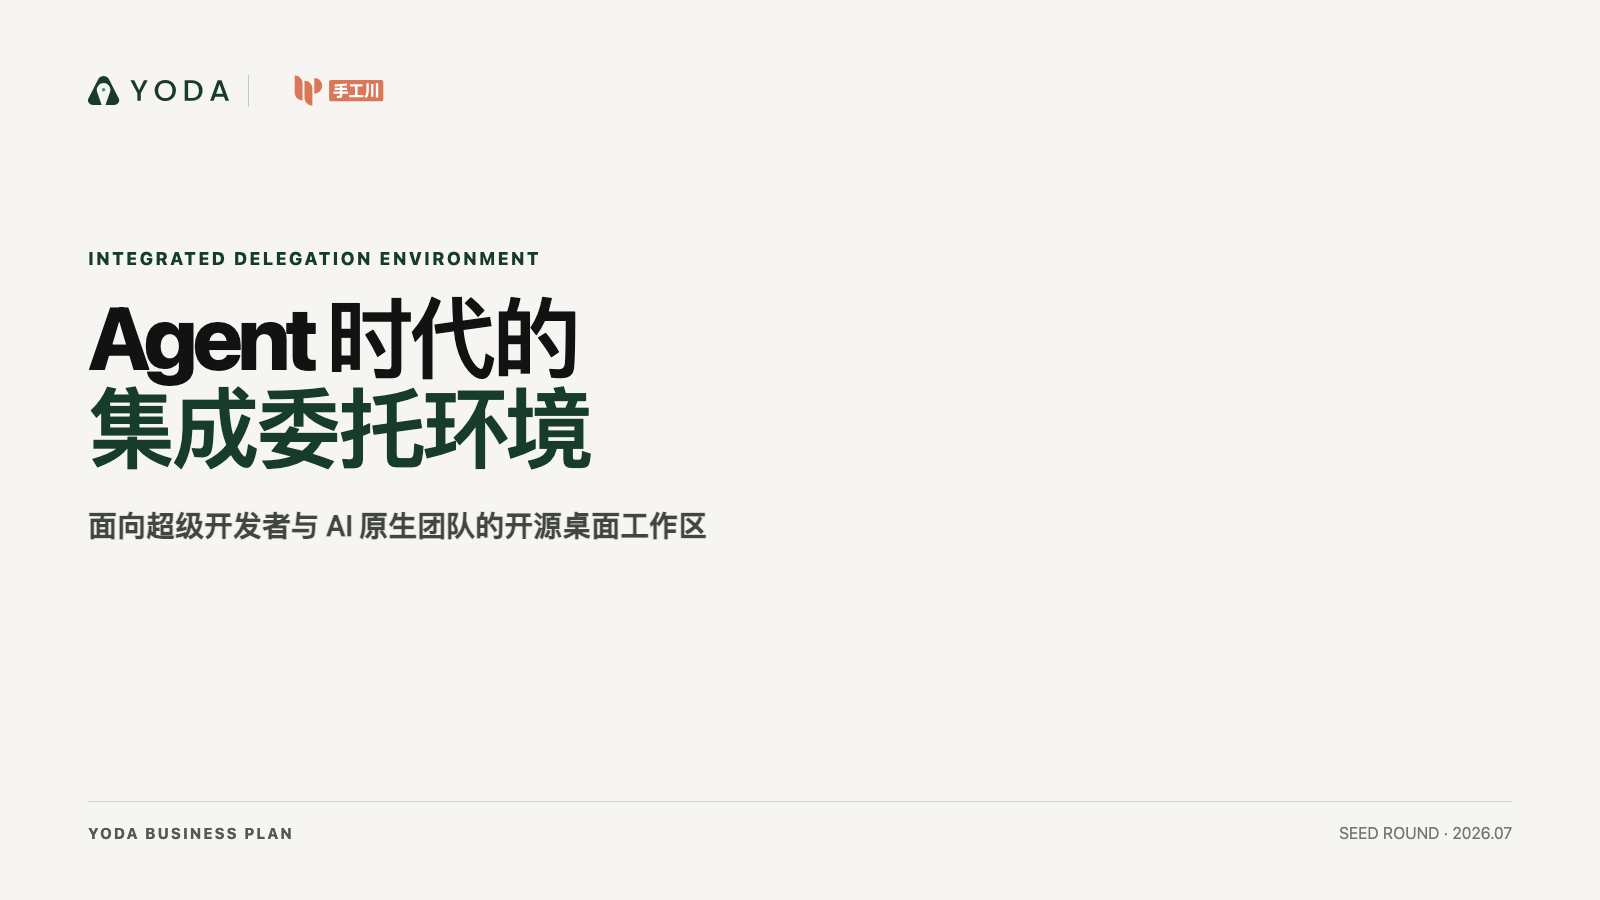 YODA
手工川
INTEGRATED DELEGATION ENVIRONMENT
Agent 时代的
集成委托环境
面向超级开发者与 AI 原生团队的开源桌面工作区
YODA BUSINESS PLAN
SEED ROUND · 2026.07